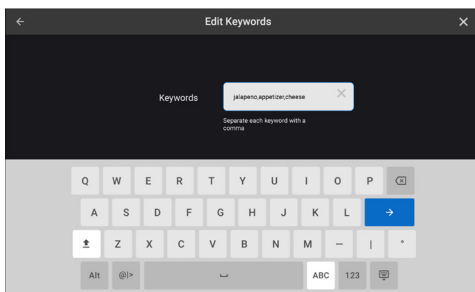 Edit Keywords
Keywords
jalapeno,appetizer,cheese
Separate each keyword with a
comma
Q W E R T Y U I O P
A S D F G H J K L
Z X C V B N M – | °
Alt @|> ABC 123